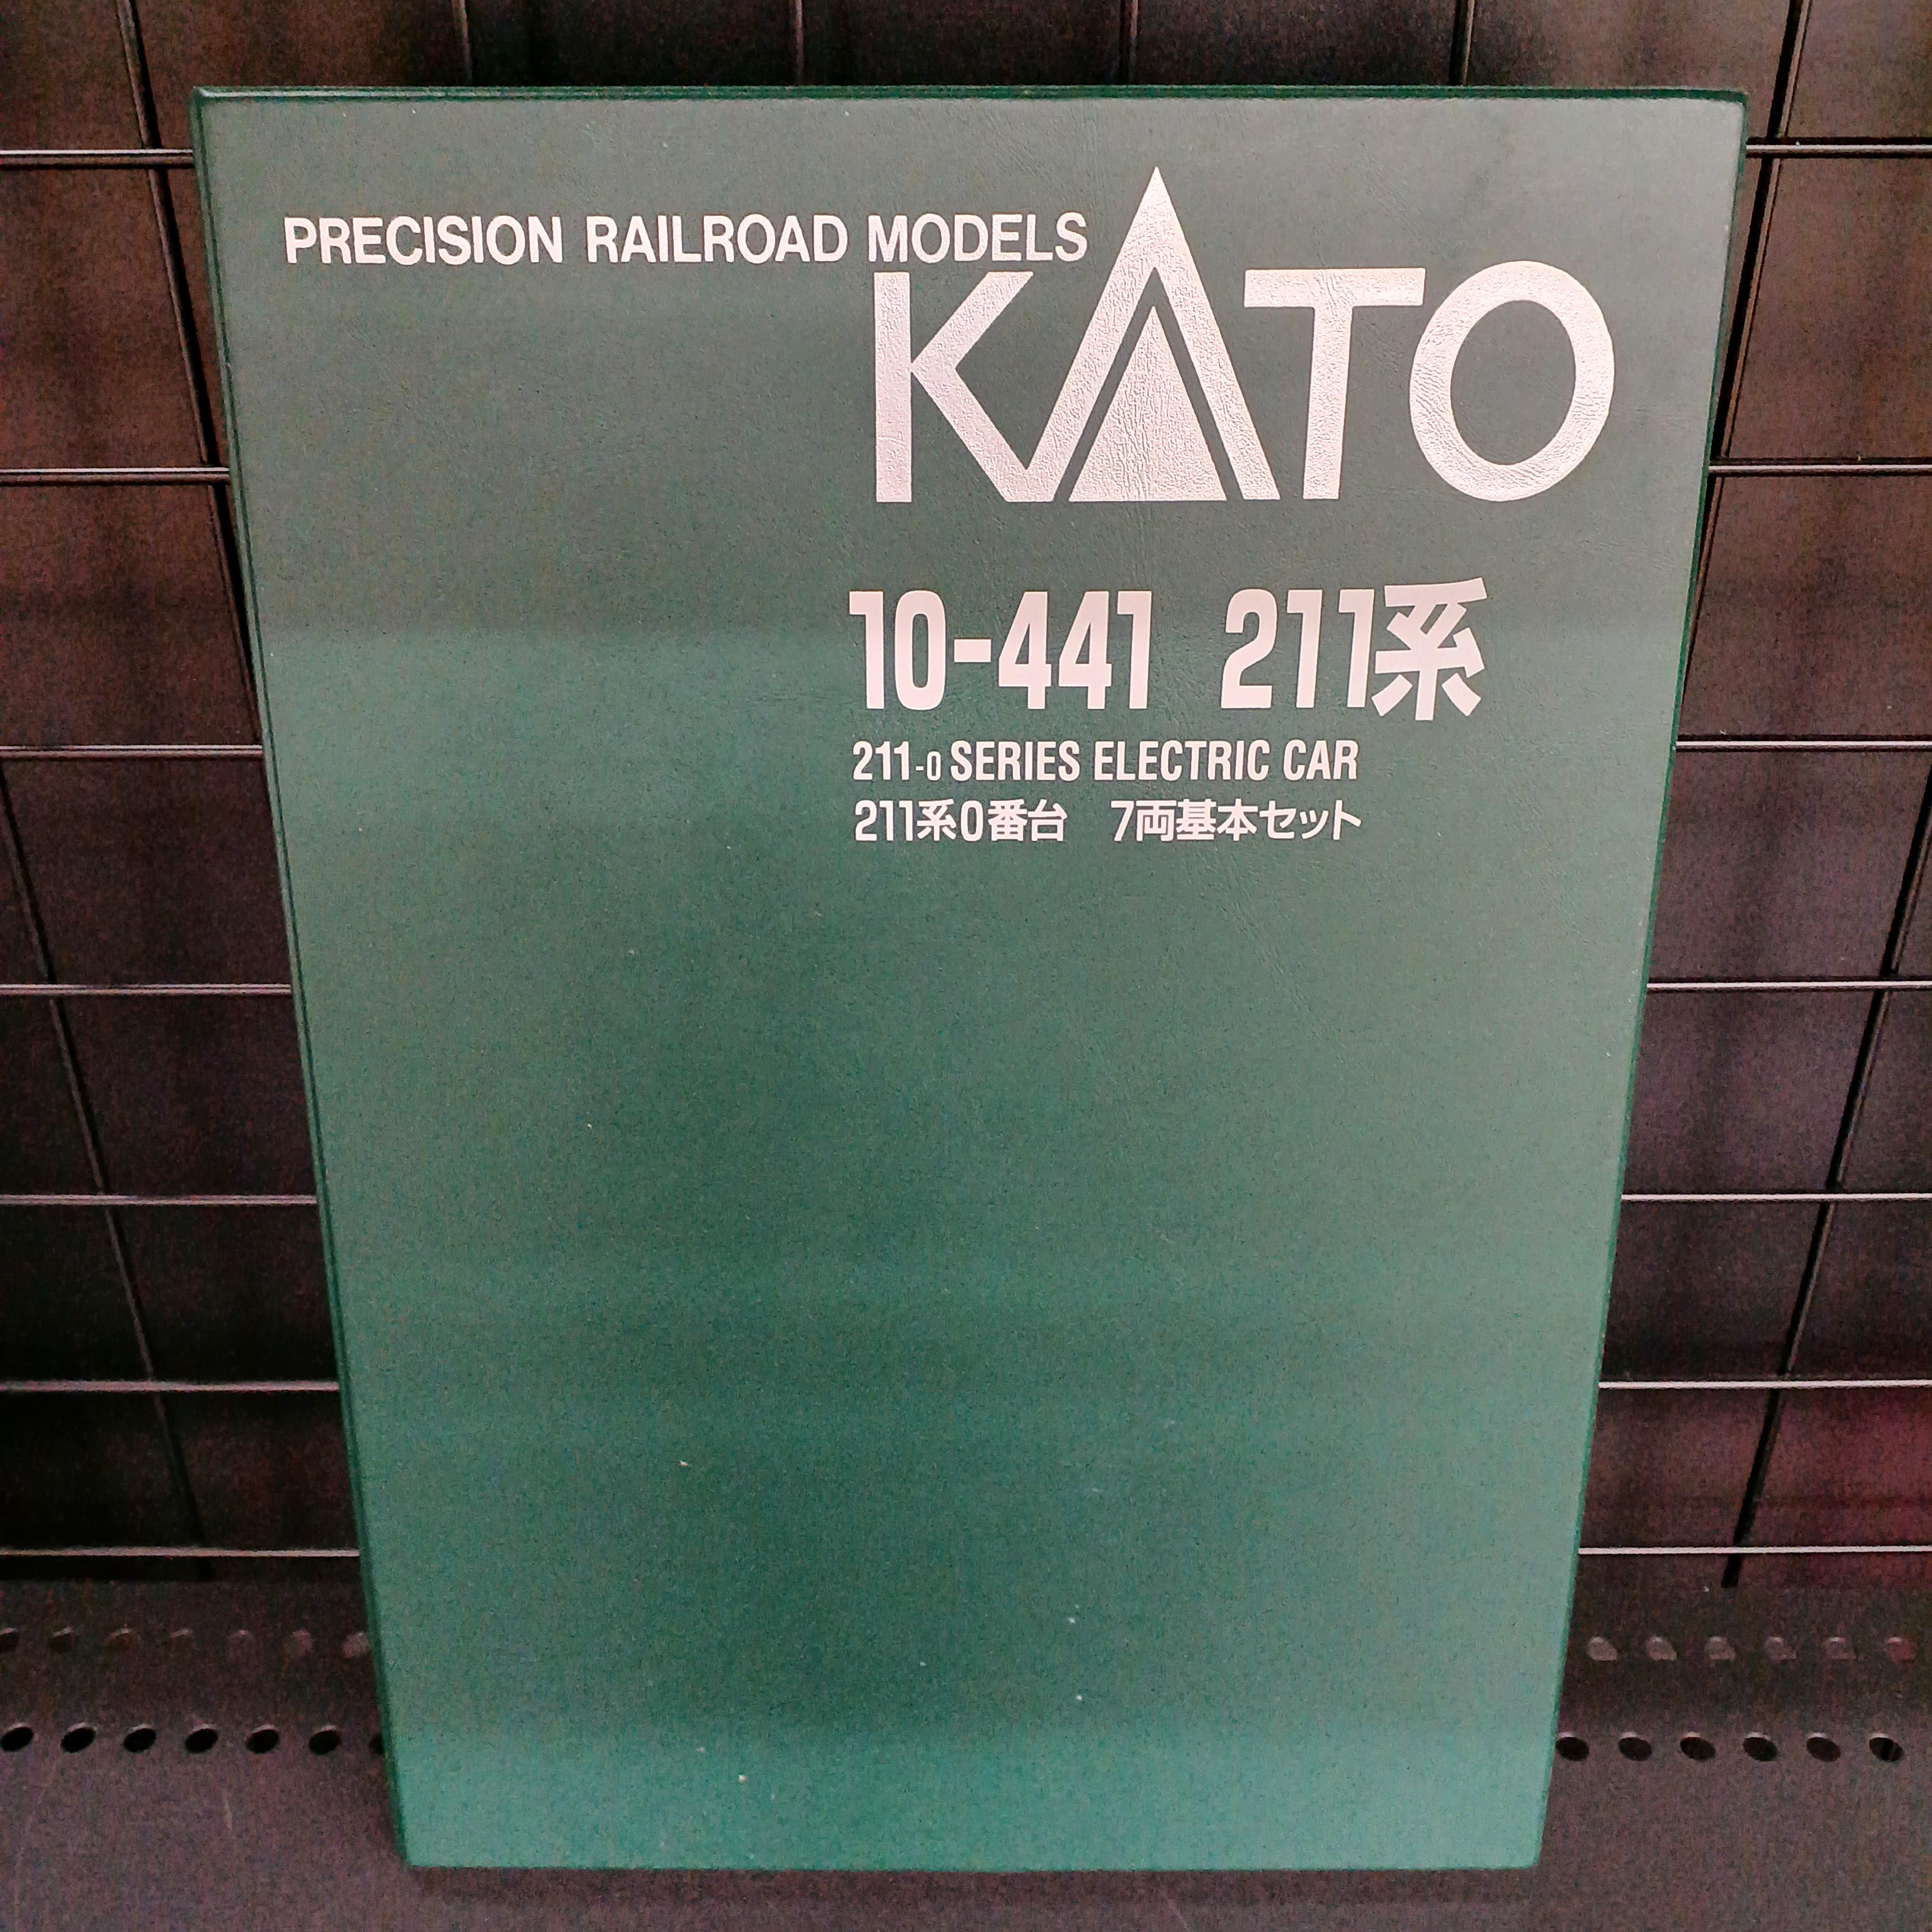 PRECISION RAILROAD MODELS
KATO
10-441 211系
211-0 SERIES ELECTRIC CAR
211系0番台 7両基本セット